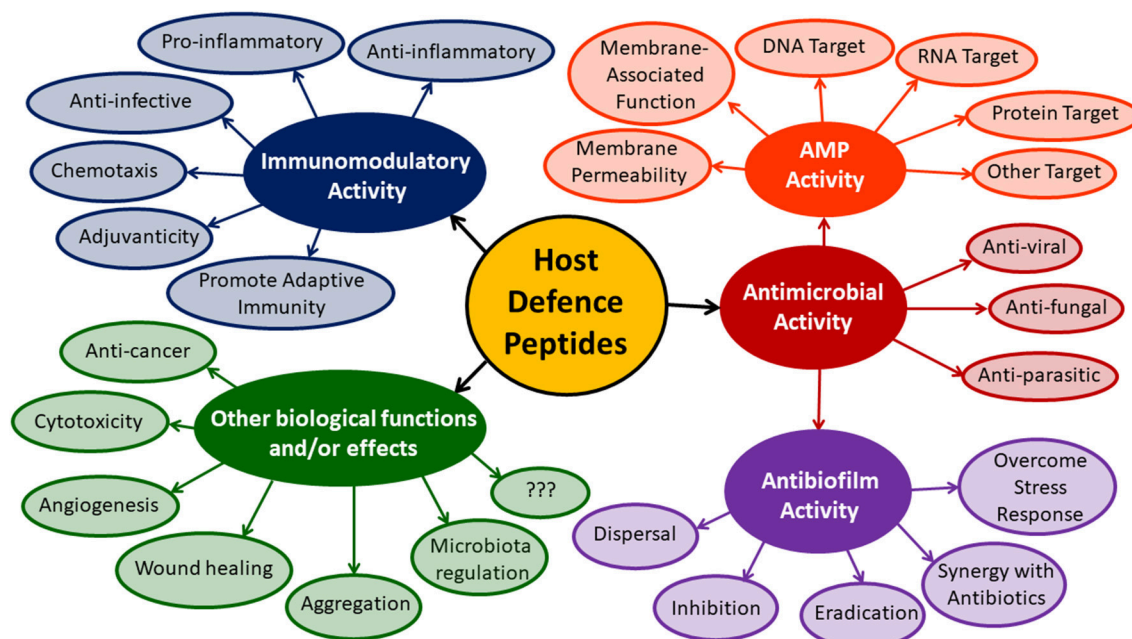 Pro-inflammatory
Anti-inflammatory
Anti-infective
Chemotaxis
Adjuvanticity
Promote Adaptive
Immunity
Immunomodulatory
Activity
Membrane-
Associated
Function
DNA Target
RNA Target
Protein Target
Other Target
Membrane
Permeability
AMP
Activity
Host
Defence
Peptides
Antimicrobial
Activity
Anti-viral
Anti-fungal
Anti-parasitic
Anti-cancer
Cytotoxicity
Angiogenesis
Wound healing
Aggregation
Microbiota
regulation
???
Other biological functions
and/or effects
Antibiofilm
Activity
Overcome
Stress
Response
Dispersal
Inhibition
Eradication
Synergy with
Antibiotics